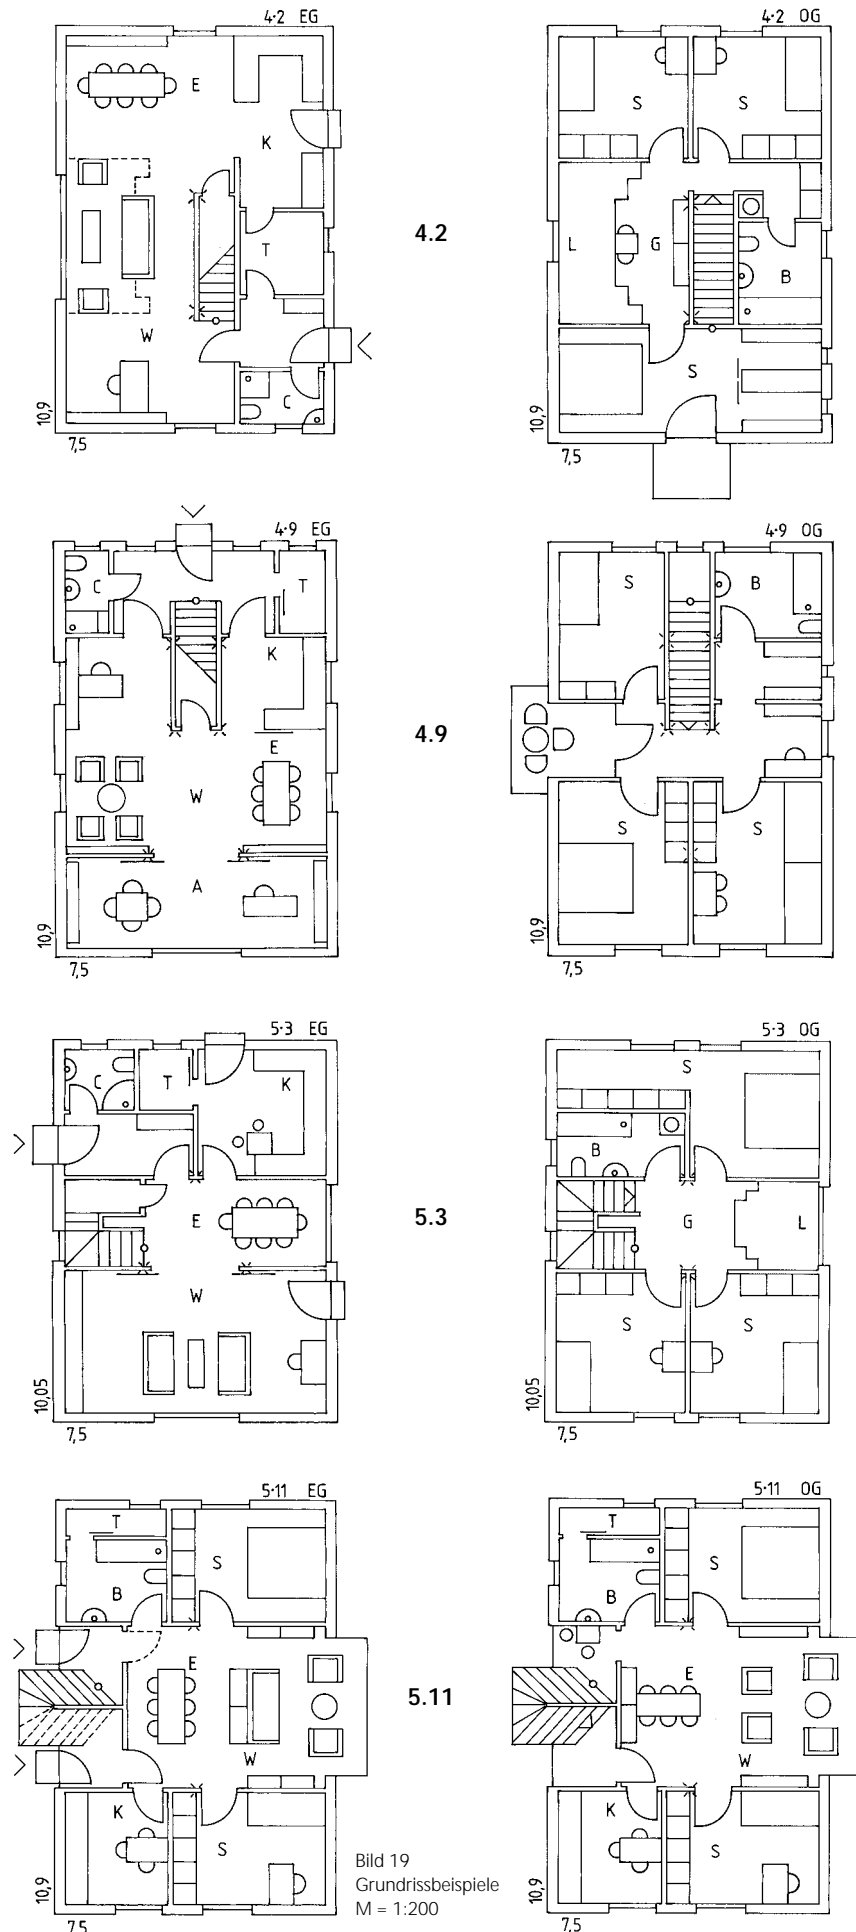 4·2 EG
E
K
T
W
C
10,9
7,5
4.2
4·2 OG
S S
L G B
S
10,9
7,5
4·9 EG
C T
K
E
W
A
10,9
7,5
4.9
4·9 OG
S B
S S
10,9
7,5
5·3 EG
C T K
E
W
10,05
7,5
5.3
5·3 OG
S
B
G L
S S
10,05
7,5
5·11 EG
T
S
B
E
W
K
S
10,9
7,5
5.11
5·11 OG
T
S
B
E
W
K
S
10,9
7,5
Bild 19
Grundrissbeispiele
M = 1:200